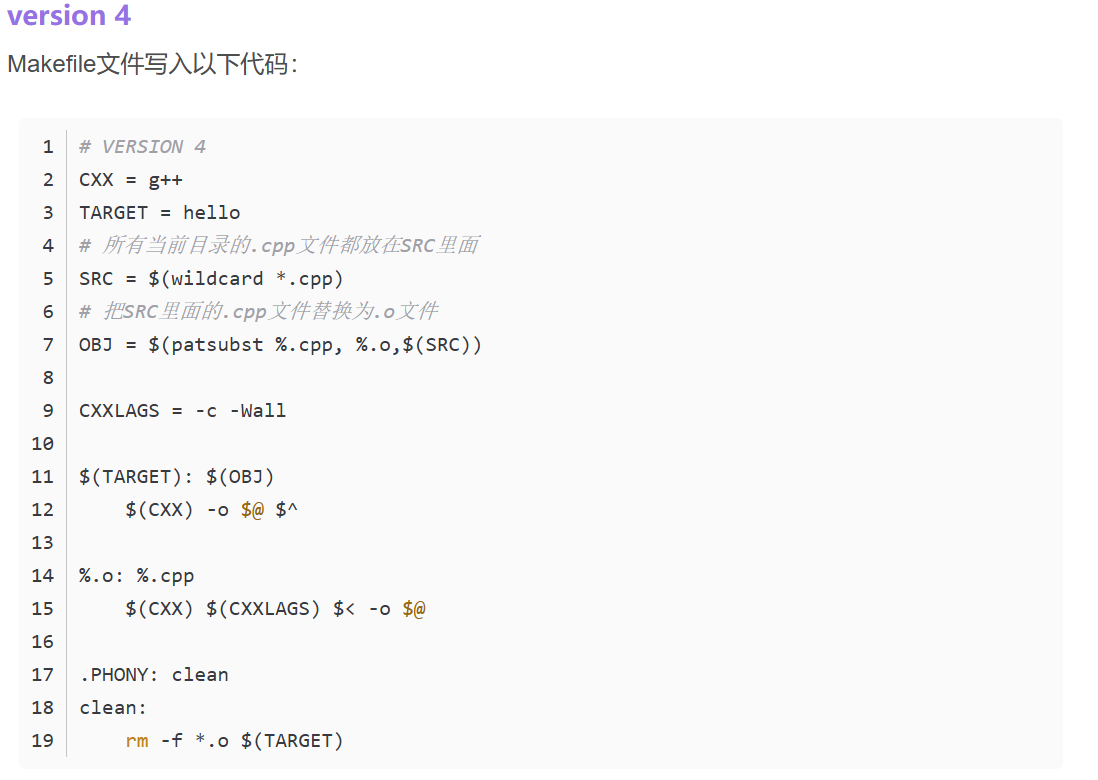 version 4
Makefile文件写入以下代码：
1 # VERSION 4
2 CXX = g++
3 TARGET = hello
4 # 所有当前目录的.cpp文件都放在SRC里面
5 SRC = $(wildcard *.cpp)
6 # 把SRC里面的.cpp文件替换为.o文件
7 OBJ = $(patsubst %.cpp, %.o,$(SRC))
8
9 CXXLAGS = -c -Wall
10
11 $(TARGET): $(OBJ)
12     $(CXX) -o $@ $^
13
14 %.o: %.cpp
15     $(CXX) $(CXXLAGS) $< -o $@
16
17 .PHONY: clean
18 clean:
19     rm -f *.o $(TARGET)